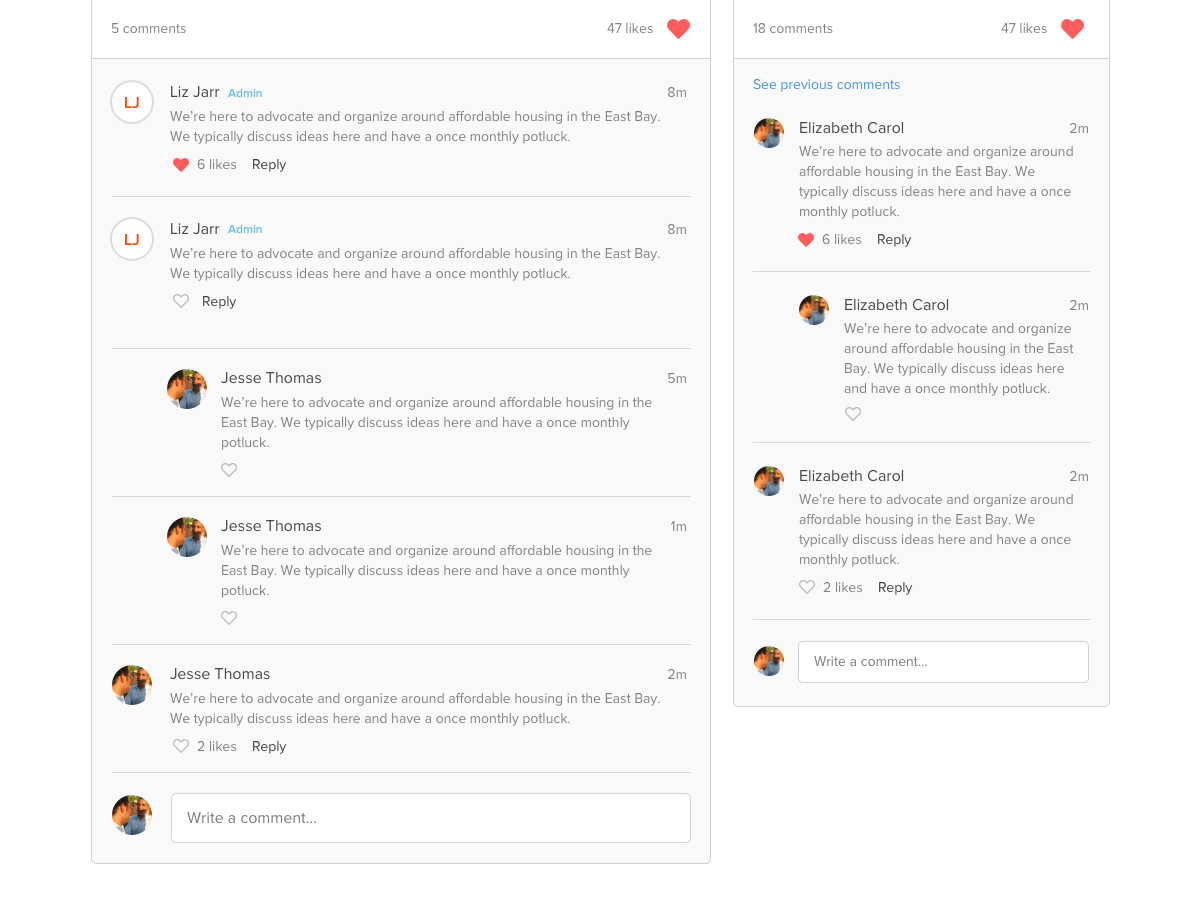 5 comments
47 likes
LJ
Liz Jarr Admin
8m
We're here to advocate and organize around affordable housing in the East Bay.
We typically discuss ideas here and have a once monthly potluck.
6 likes Reply
LJ
Liz Jarr Admin
8m
We're here to advocate and organize around affordable housing in the East Bay.
We typically discuss ideas here and have a once monthly potluck.
Reply
Jesse Thomas
5m
We're here to advocate and organize around affordable housing in the
East Bay. We typically discuss ideas here and have a once monthly
potluck.
Jesse Thomas
1m
We're here to advocate and organize around affordable housing in the
East Bay. We typically discuss ideas here and have a once monthly
potluck.
Jesse Thomas
2m
We're here to advocate and organize around affordable housing in the East Bay.
We typically discuss ideas here and have a once monthly potluck.
2 likes Reply
Write a comment...
18 comments
47 likes
See previous comments
Elizabeth Carol
2m
We're here to advocate and organize around
affordable housing in the East Bay. We
typically discuss ideas here and have a once
monthly potluck.
6 likes Reply
Elizabeth Carol
2m
We're here to advocate and organize
around affordable housing in the East
Bay. We typically discuss ideas here
and have a once monthly potluck.
Elizabeth Carol
2m
We're here to advocate and organize around
affordable housing in the East Bay. We
typically discuss ideas here and have a once
monthly potluck.
2 likes Reply
Write a comment...